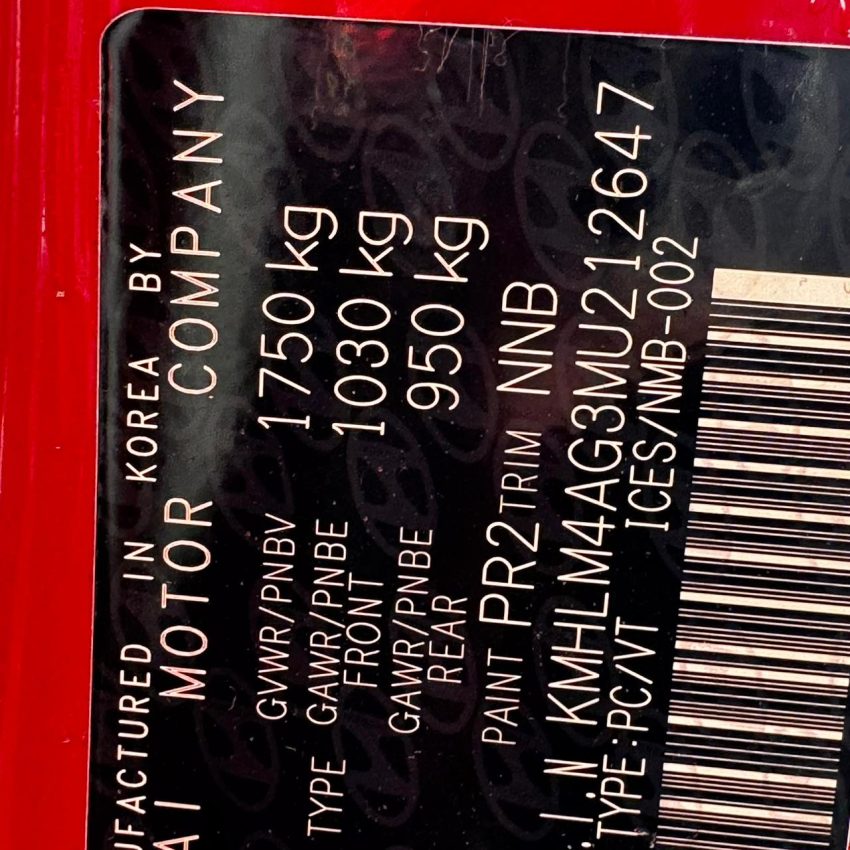 UFACTURED IN KOREA BY
AI MOTOR COMPANY
GVWR/PNBV 1750 kg
TYPE GAWR/PNBE 1030 kg
FRONT
GAWR/PNBE 950 kg
REAR
PAINT PR2 TRIM NNB
.I.N KMHLM4AG3MU212647
TYPE:PC/VT ICES/NMB-002